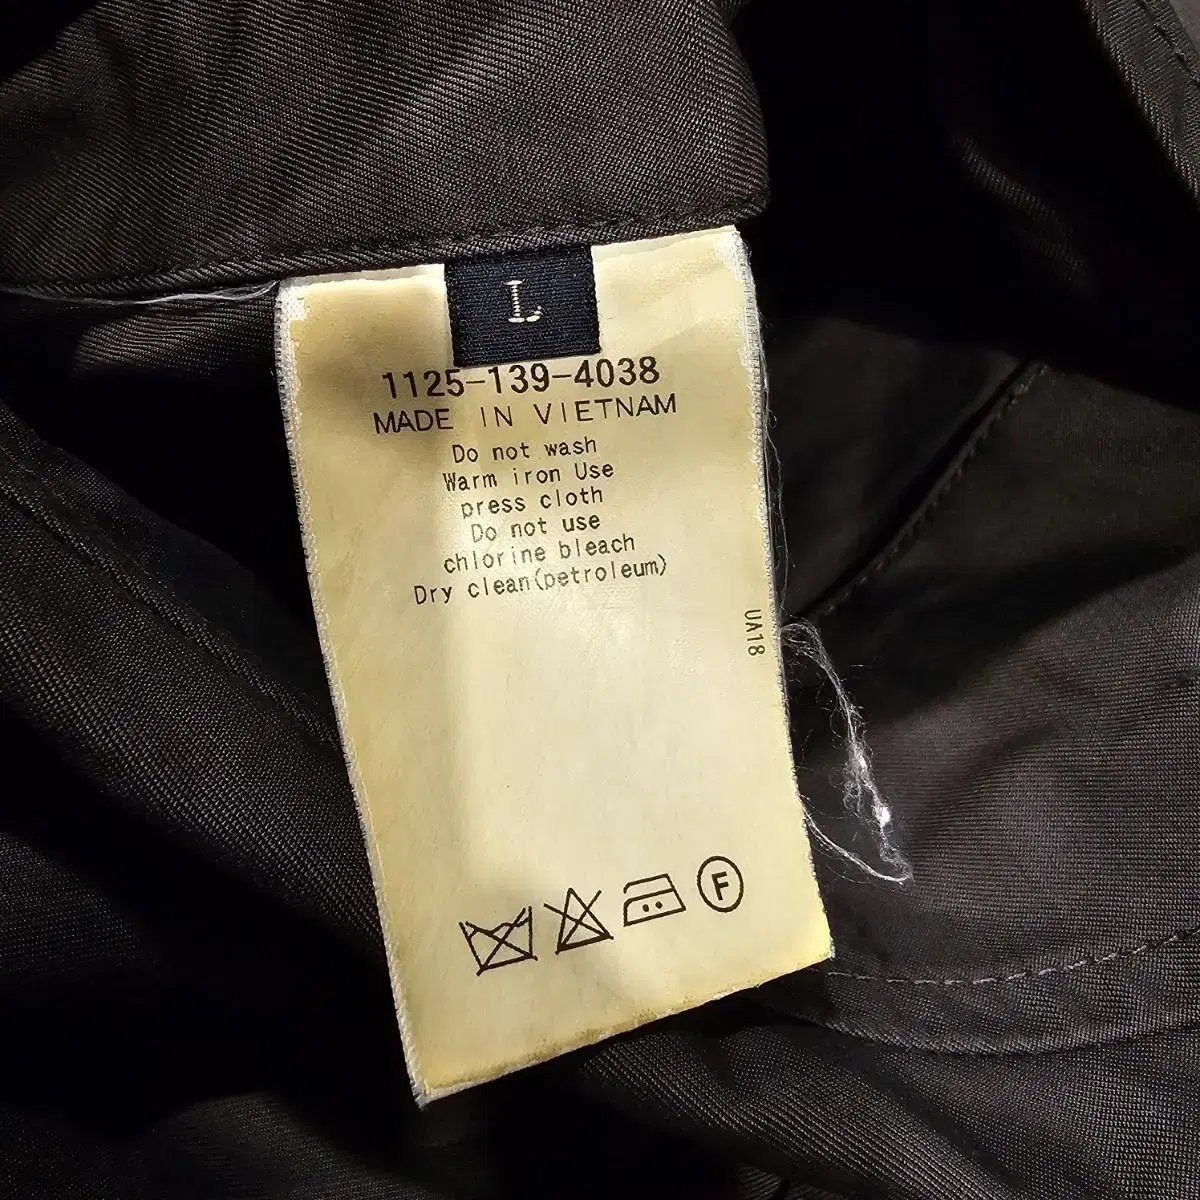 L
1125-139-4038
MADE IN VIETNAM
Do not wash
Warm iron Use
press cloth
Do not use
chlorine bleach
Dry clean(petroleum)
UA18
F